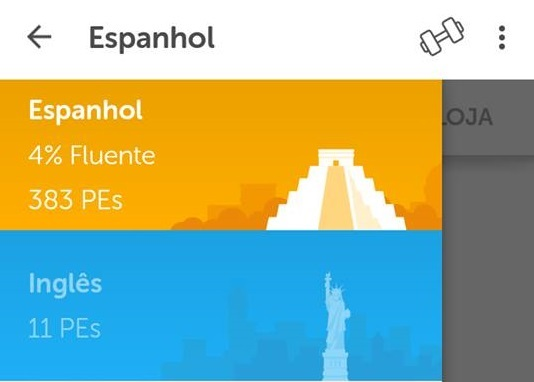 Espanhol
LOJA
Espanhol
4% Fluente
383 PEs
Inglês
11 PEs